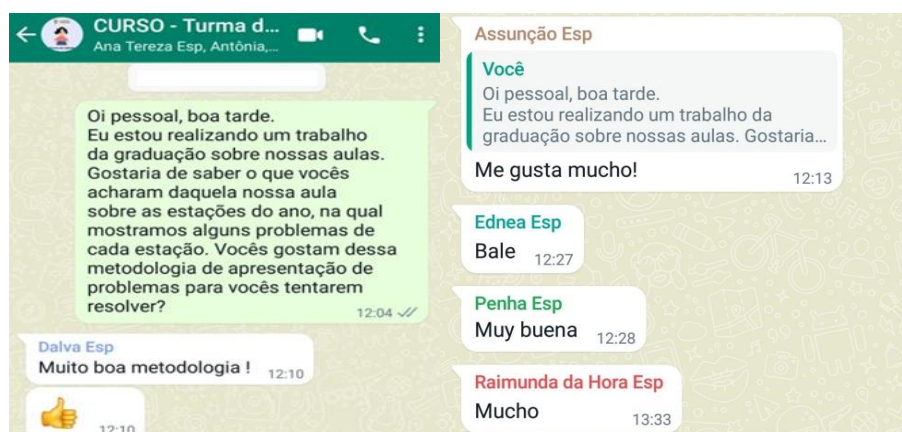 CURSO - Turma d...
Ana Tereza Esp, Antônia,...
Oi pessoal, boa tarde.
Eu estou realizando um trabalho
da graduação sobre nossas aulas.
Gostaria de saber o que vocês
acharam daquela nossa aula
sobre as estações do ano, na qual
mostramos alguns problemas de
cada estação. Vocês gostam dessa
metodologia de apresentação de
problemas para vocês tentarem
resolver?
12:04
Dalva Esp
Muito boa metodologia !
12:10
12:10
Assunção Esp
Você
Oi pessoal, boa tarde.
Eu estou realizando um trabalho da
graduação sobre nossas aulas. Gostaria...
Me gusta mucho!
12:13
Ednea Esp
Bale
12:27
Penha Esp
Muy buena
12:28
Raimunda da Hora Esp
Mucho
13:33